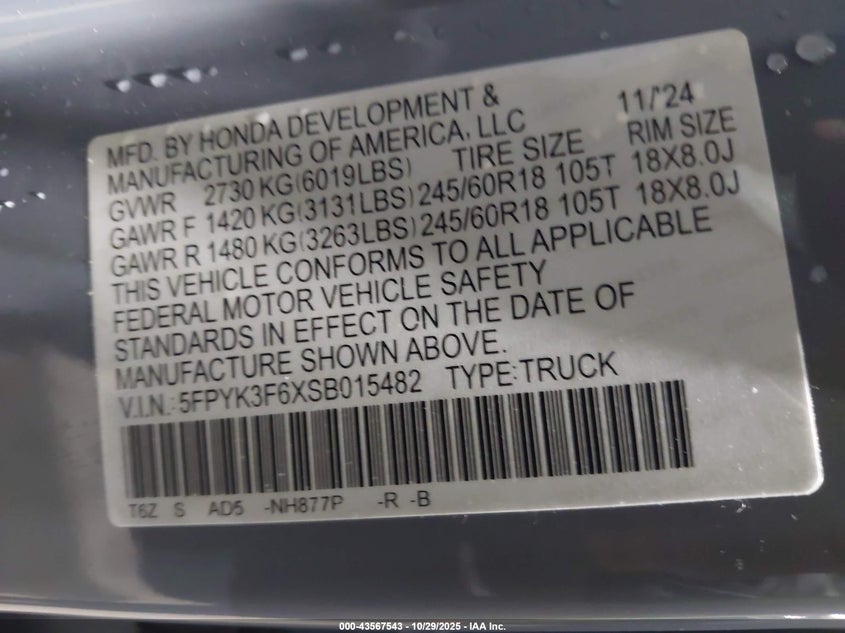 MFD. BY HONDA DEVELOPMENT & 11/'24
MANUFACTURING OF AMERICA, LLC
TIRE SIZE RIM SIZE
GVWR 2730 KG(6019LBS)
GAWR F 1420 KG(3131LBS) 245/60R18 105T 18X8.0J
GAWR R 1480 KG(3263LBS) 245/60R18 105T 18X8.0J
THIS VEHICLE CONFORMS TO ALL APPLICABLE
FEDERAL MOTOR VEHICLE SAFETY
STANDARDS IN EFFECT ON THE DATE OF
MANUFACTURE SHOWN ABOVE.
V.I.N.: 5FPYK3F6XSB015482 TYPE:TRUCK
T6Z S AD5 -NH877P -R -B
000-43567543 - 10/29/2025 - IAA Inc.